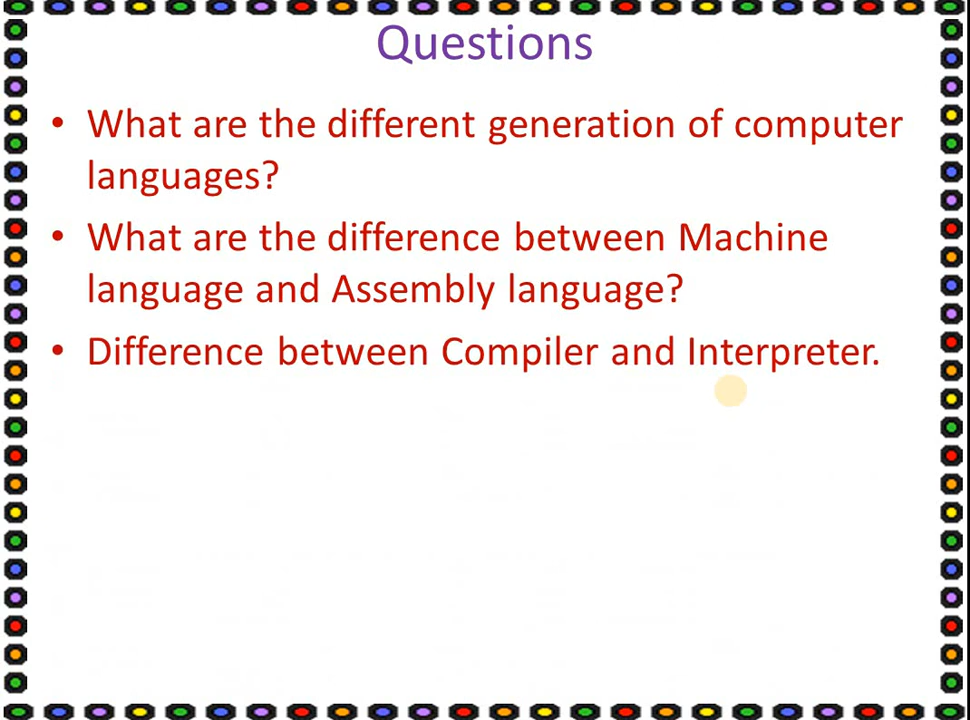 Questions
• What are the different generation of computer
languages?
• What are the difference between Machine
language and Assembly language?
• Difference between Compiler and Interpreter.